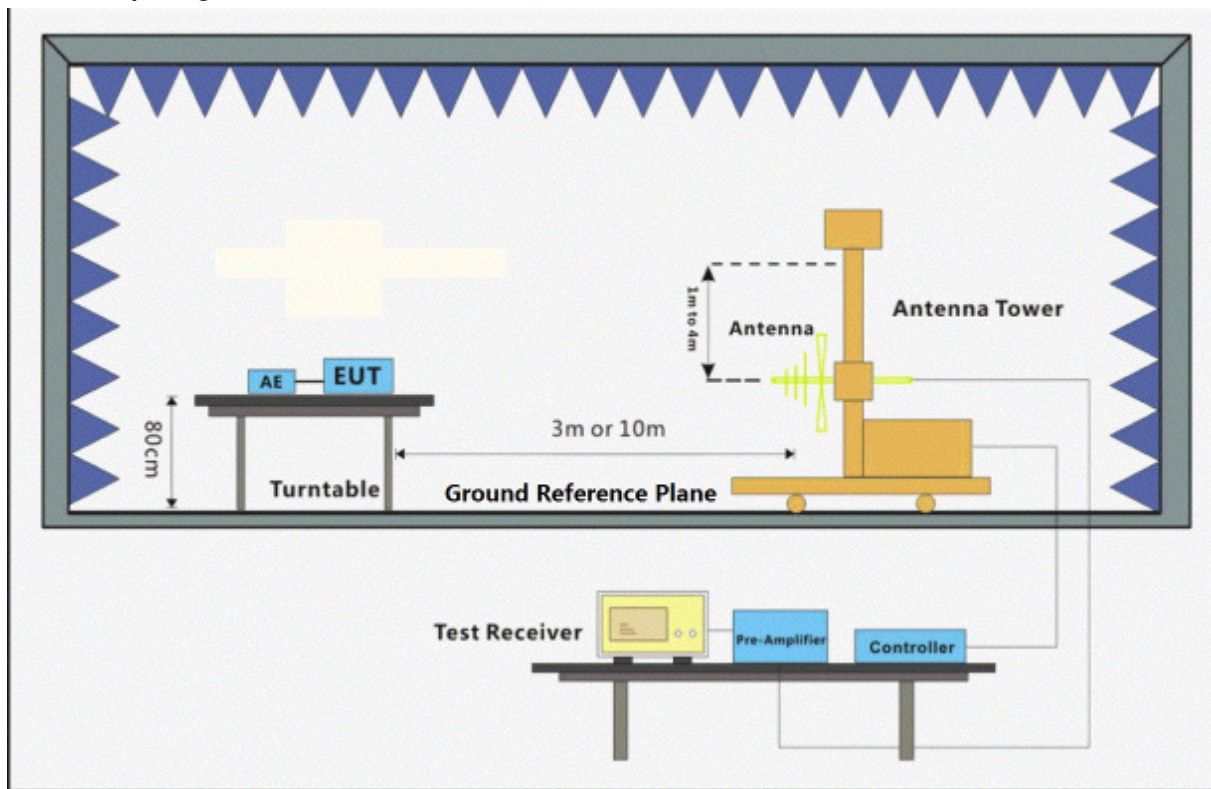 1m to 4m
Antenna Tower
Antenna
AE
EUT
80cm
3m or 10m
Turntable
Ground Reference Plane
Test Receiver
Pre-Amplifier
Controller